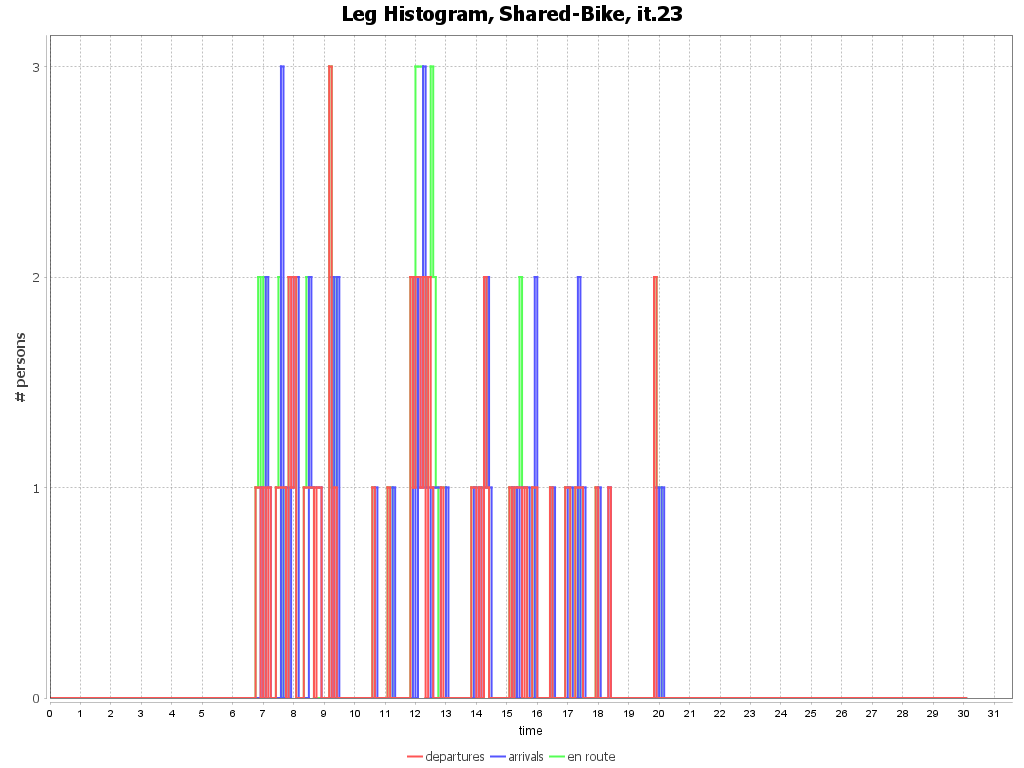 Leg Histogram, Shared-Bike, it.23
# persons
3
2
1
0
0 1 2 3 4 5 6 7 8 9 10 11 12 13 14 15 16 17 18 19 20 21 22 23 24 25 26 27 28 29 30 31
time
departures arrivals en route